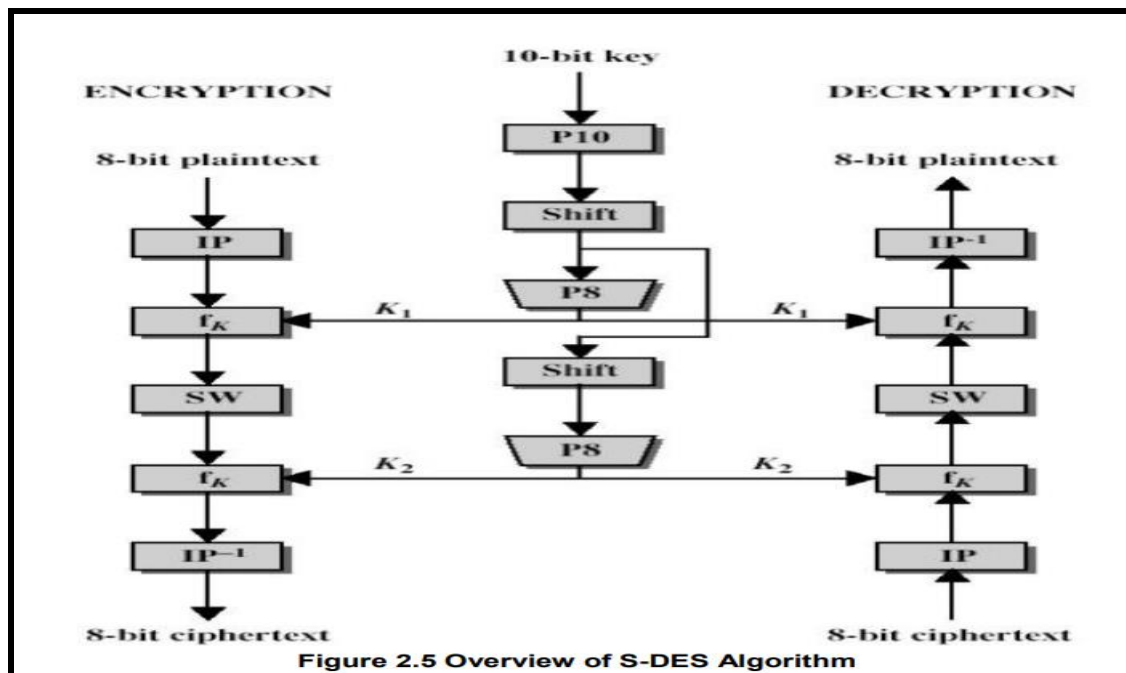 10-bit key
ENCRYPTION
DECRYPTION
P10
8-bit plaintext
8-bit plaintext
Shift
IP
IP-1
P8
K1
K1
fK
fK
Shift
SW
SW
P8
K2
K2
fK
fK
IP–1
IP
8-bit ciphertext
8-bit ciphertext
Figure 2.5 Overview of S-DES Algorithm